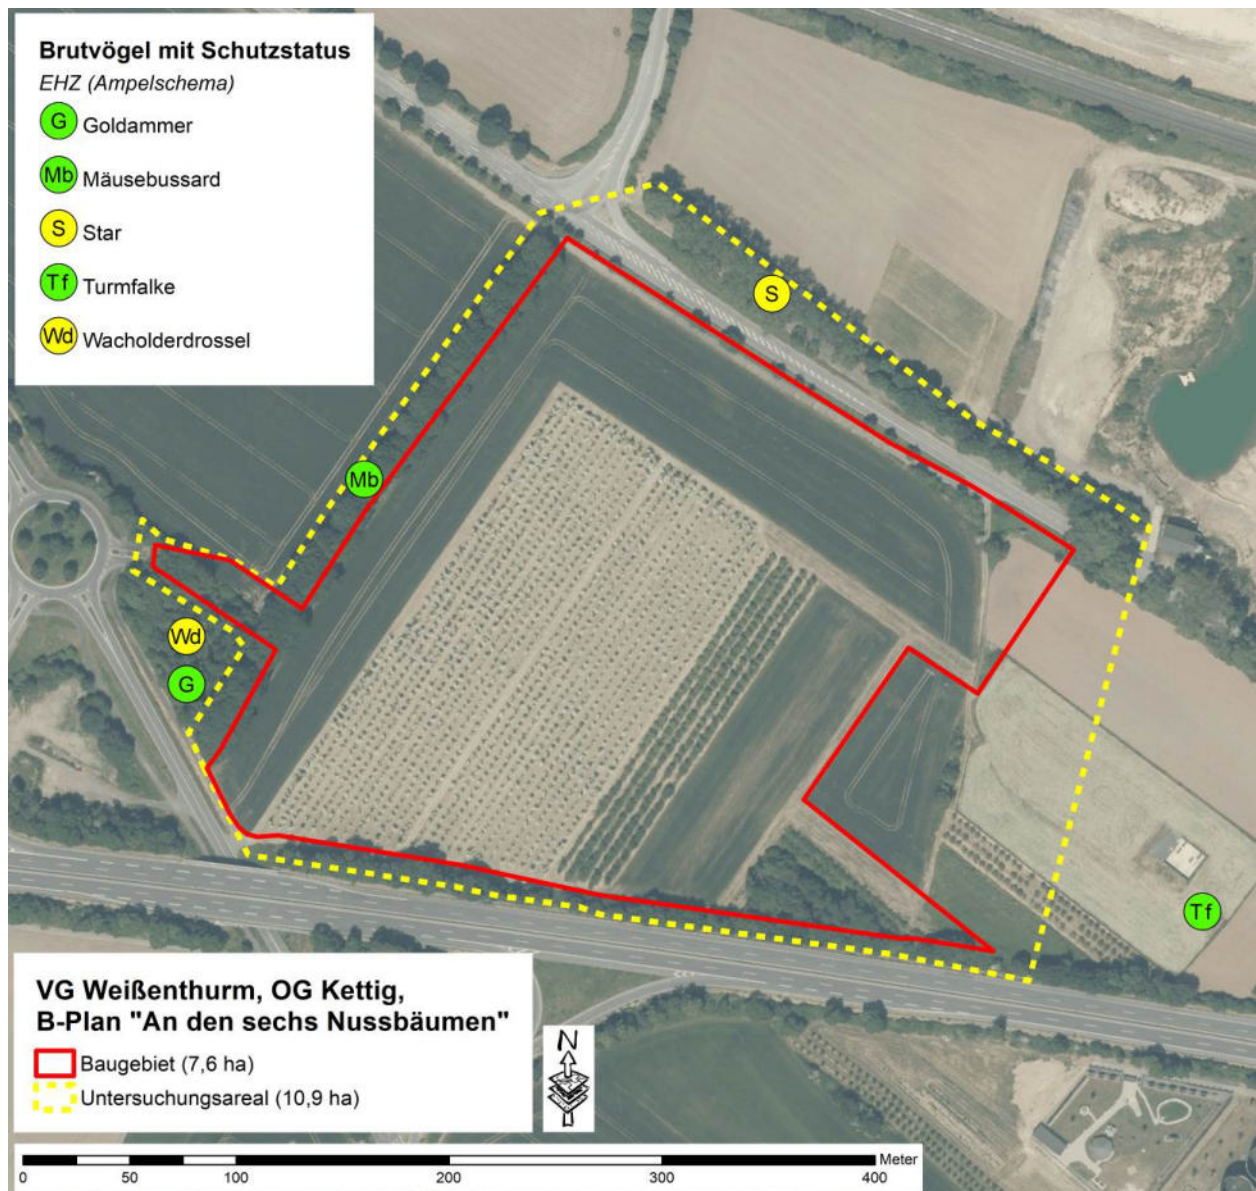 Brutvögel mit Schutzstatus
EHZ (Ampelschema)
G Goldammer
Mb Mäusebussard
S Star
Tf Turmfalke
Wd Wacholderdrossel
S
Mb
Wd
G
Tf
VG Weißenthurm, OG Kettig,
B-Plan "An den sechs Nussbäumen"
Baugebiet (7,6 ha)
Untersuchungsareal (10,9 ha)
N
Meter
0 50 100 200 300 400